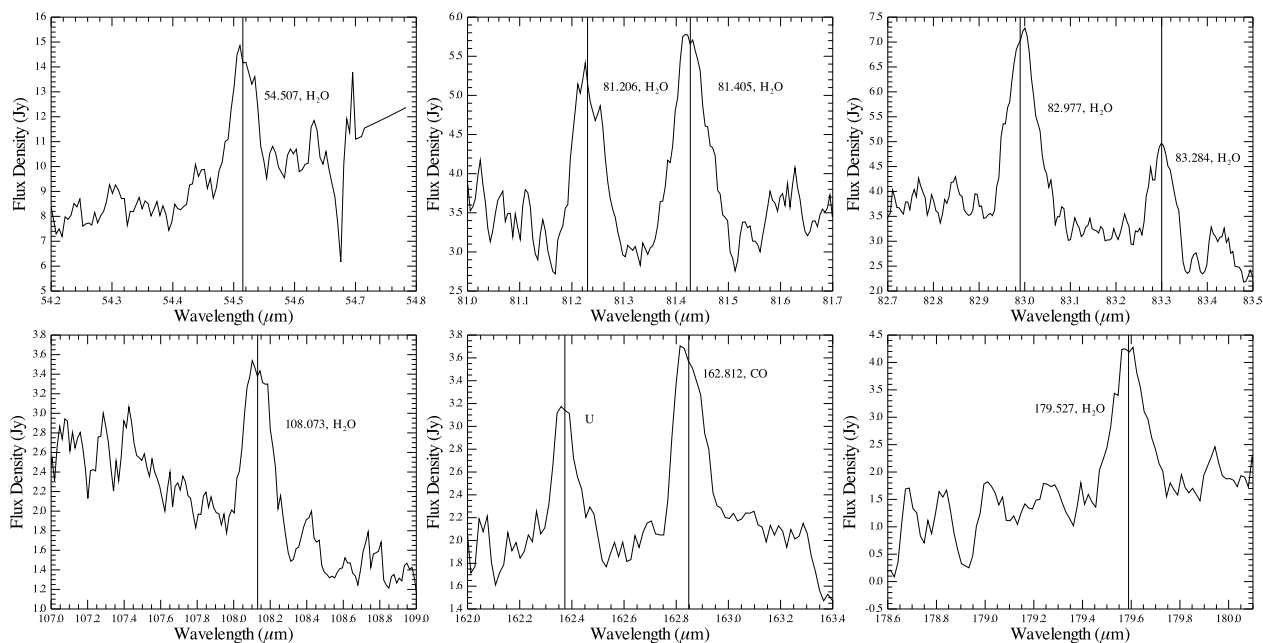 16
15
14
13
12
11
10
9
8
7
6
5
Flux Density (Jy)
54.507, H₂O
54.2 54.3 54.4 54.5 54.6 54.7 54.8
Wavelength (μm)
6.0
5.5
5.0
4.5
4.0
3.5
3.0
2.5
Flux Density (Jy)
81.206, H₂O
81.405, H₂O
81.0 81.1 81.2 81.3 81.4 81.5 81.6 81.7
Wavelength (μm)
7.5
7.0
6.5
6.0
5.5
5.0
4.5
4.0
3.5
3.0
2.5
2.0
Flux Density (Jy)
82.977, H₂O
83.284, H₂O
82.7 82.8 82.9 83.0 83.1 83.2 83.3 83.4 83.5
Wavelength (μm)
3.8
3.6
3.4
3.2
3.0
2.8
2.6
2.4
2.2
2.0
1.8
1.6
1.4
1.2
1.0
Flux Density (Jy)
108.073, H₂O
107.0 107.2 107.4 107.6 107.8 108.0 108.2 108.4 108.6 108.8 109.0
Wavelength (μm)
3.8
3.6
3.4
3.2
3.0
2.8
2.6
2.4
2.2
2.0
1.8
1.6
1.4
Flux Density (Jy)
U
162.812, CO
162.0 162.2 162.4 162.6 162.8 163.0 163.2 163.4
Wavelength (μm)
4.5
4.0
3.5
3.0
2.5
2.0
1.5
1.0
0.5
0.0
-0.5
Flux Density (Jy)
179.527, H₂O
178.6 178.8 179.0 179.2 179.4 179.6 179.8 180.0
Wavelength (μm)